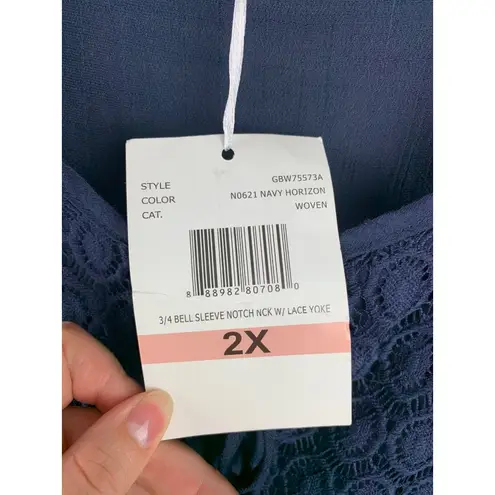 STYLE GBW75573A
COLOR N0621 NAVY HORIZON
CAT. WOVEN
8 88982 80708 0
3/4 BELL SLEEVE NOTCH NCK W/ LACE YOKE
2X